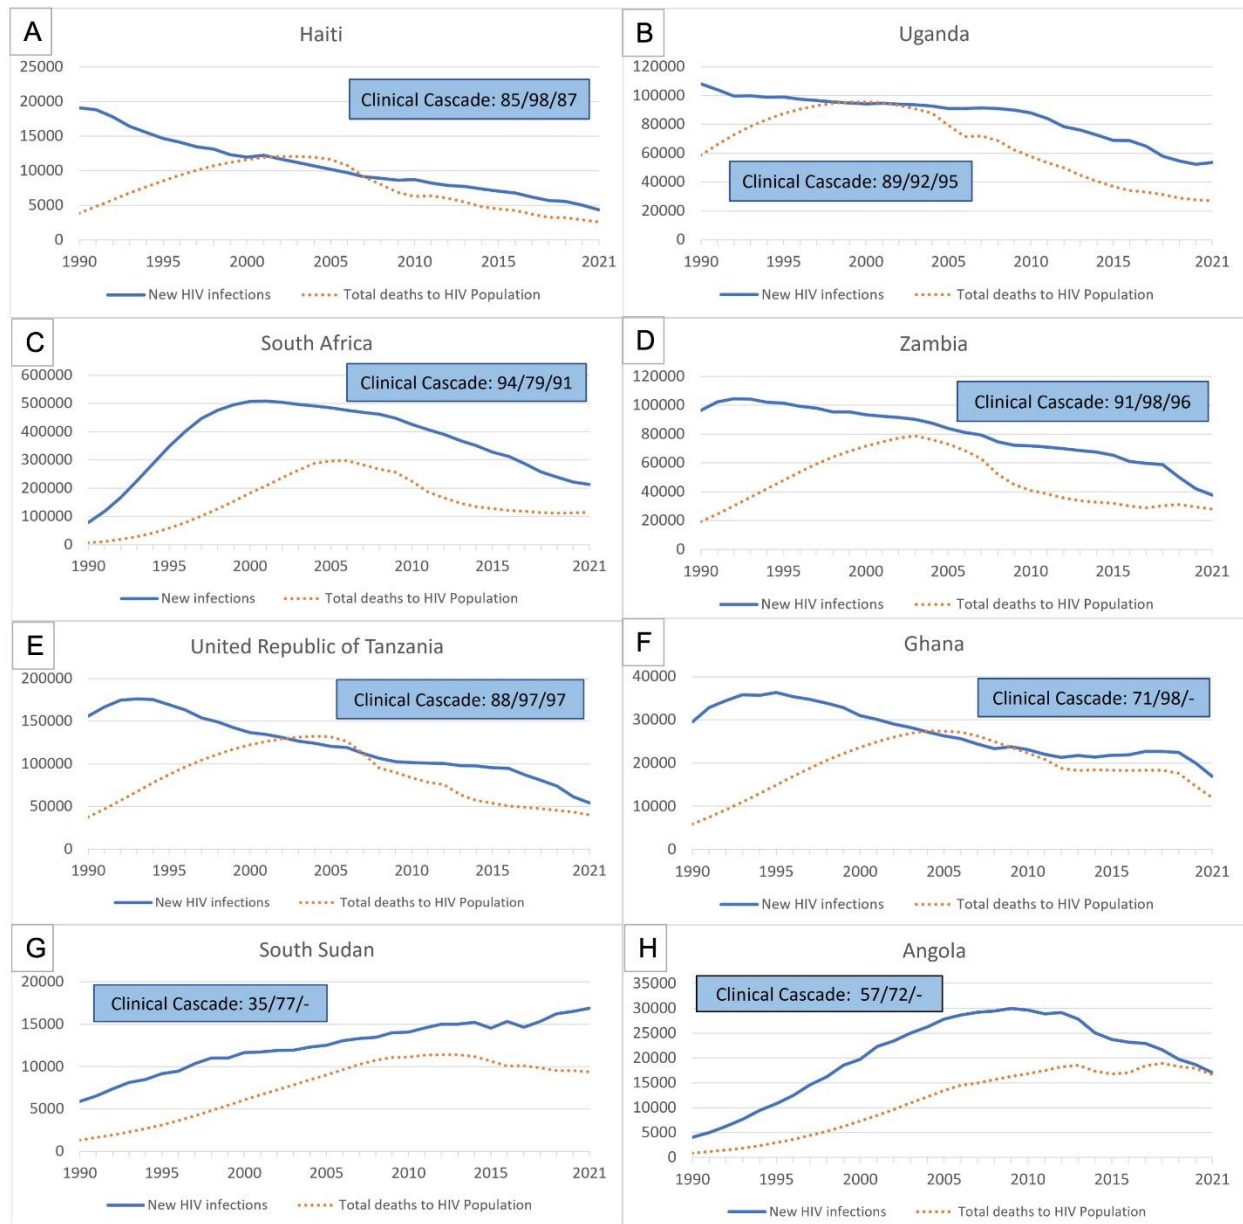 A
Haiti
25000
20000
15000
10000
5000
0
Clinical Cascade: 85/98/87
1990 1995 2000 2005 2010 2015 2021
New HIV infections Total deaths to HIV Population
B
Uganda
120000
100000
80000
60000
40000
20000
0
Clinical Cascade: 89/92/95
1990 1995 2000 2005 2010 2015 2021
New HIV infections Total deaths to HIV Population
C
South Africa
600000
500000
400000
300000
200000
100000
0
Clinical Cascade: 94/79/91
1990 1995 2000 2005 2010 2015 2021
New infections Total deaths to HIV Population
D
Zambia
120000
100000
80000
60000
40000
20000
0
Clinical Cascade: 91/98/96
1990 1995 2000 2005 2010 2015 2021
New HIV infections Total deaths to HIV Population
E
United Republic of Tanzania
200000
150000
100000
50000
0
Clinical Cascade: 88/97/97
1990 1995 2000 2005 2010 2015 2021
New HIV infections Total deaths to HIV Population
F
Ghana
40000
30000
20000
10000
0
Clinical Cascade: 71/98/-
1990 1995 2000 2005 2010 2015 2021
New HIV infections Total deaths to HIV Population
G
South Sudan
20000
15000
10000
5000
0
Clinical Cascade: 35/77/-
1990 1995 2000 2005 2010 2015 2021
New HIV infections Total deaths to HIV Population
H
Angola
35000
30000
25000
20000
15000
10000
5000
0
Clinical Cascade: 57/72/-
1990 1995 2000 2005 2010 2015 2021
New HIV infections Total deaths to HIV Population